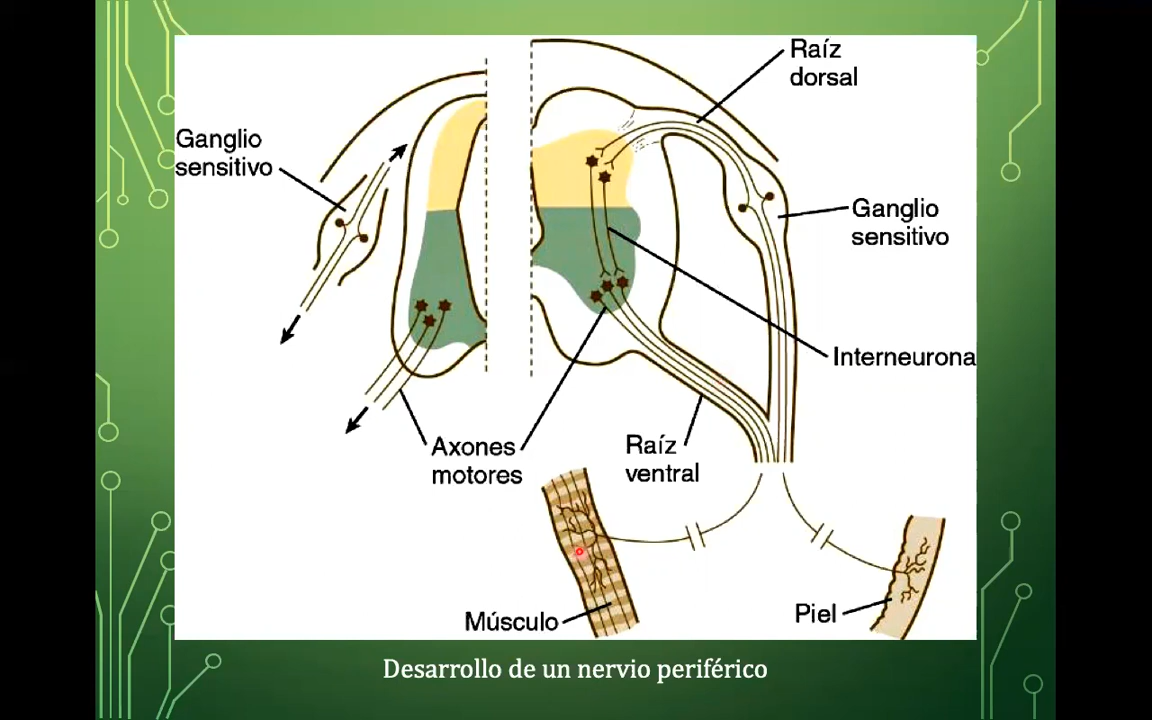 Raíz
dorsal
Ganglio
sensitivo
Ganglio
sensitivo
Interneurona
Axones
motores
Raíz
ventral
Músculo
Piel
Desarrollo de un nervio periférico